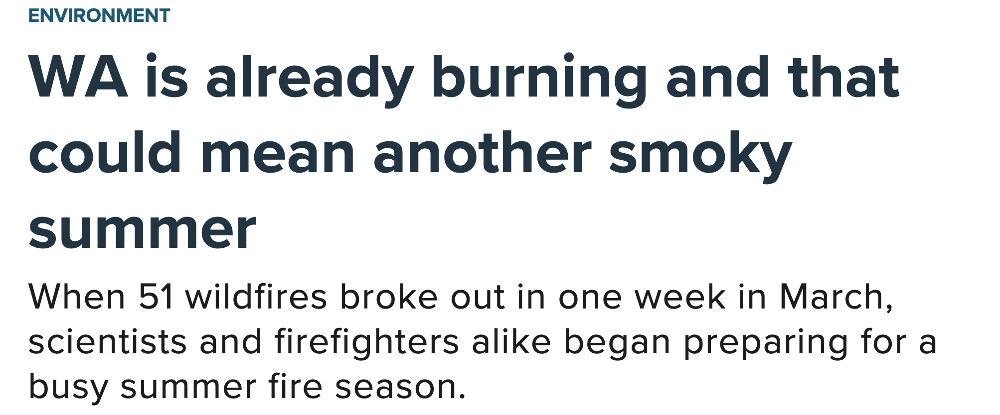 ENVIRONMENT
WA is already burning and that
could mean another smoky
summer
When 51 wildfires broke out in one week in March,
scientists and firefighters alike began preparing for a
busy summer fire season.